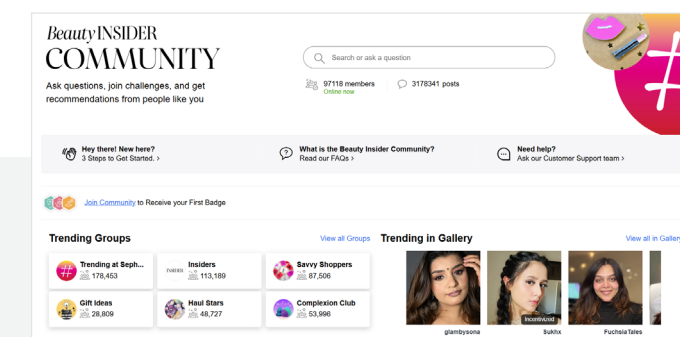 Beauty INSIDER
COMMUNITY
Ask questions, join challenges, and get
recommendations from people like you
Search or ask a question
97118 members
Online now
3178341 posts
Hey there! New here?
3 Steps to Get Started. >
What is the Beauty Insider Community?
Read our FAQs >
Need help?
Ask our Customer Support team >
Join Community to Receive your First Badge
Trending Groups
View all Groups
Trending at Seph...
178,453
Insiders
113,189
Savvy Shoppers
87,506
Gift Ideas
28,809
Haul Stars
48,727
Complexion Club
53,996
Trending in Gallery
View all in Gallery
Incentivized
glambysona
Sukhx
FuchsiaTales